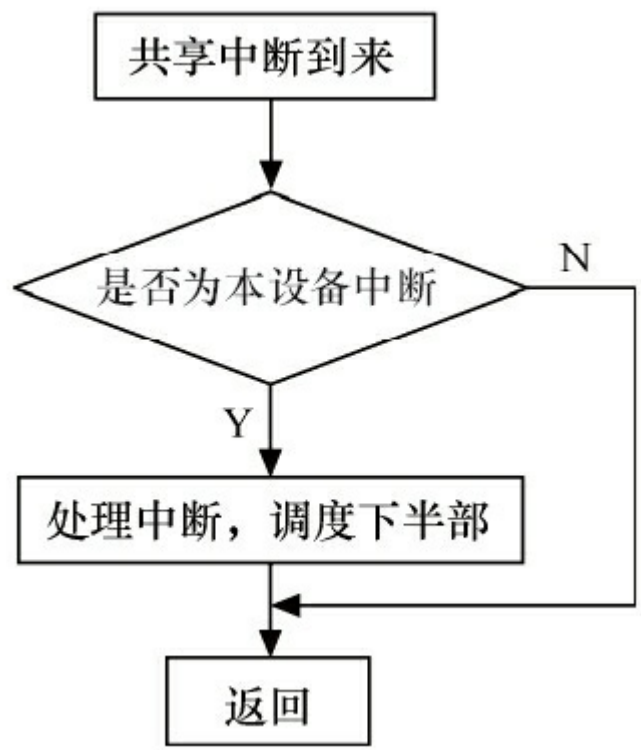 共享中断到来
是否为本设备中断
N
Y
处理中断，调度下半部
返回